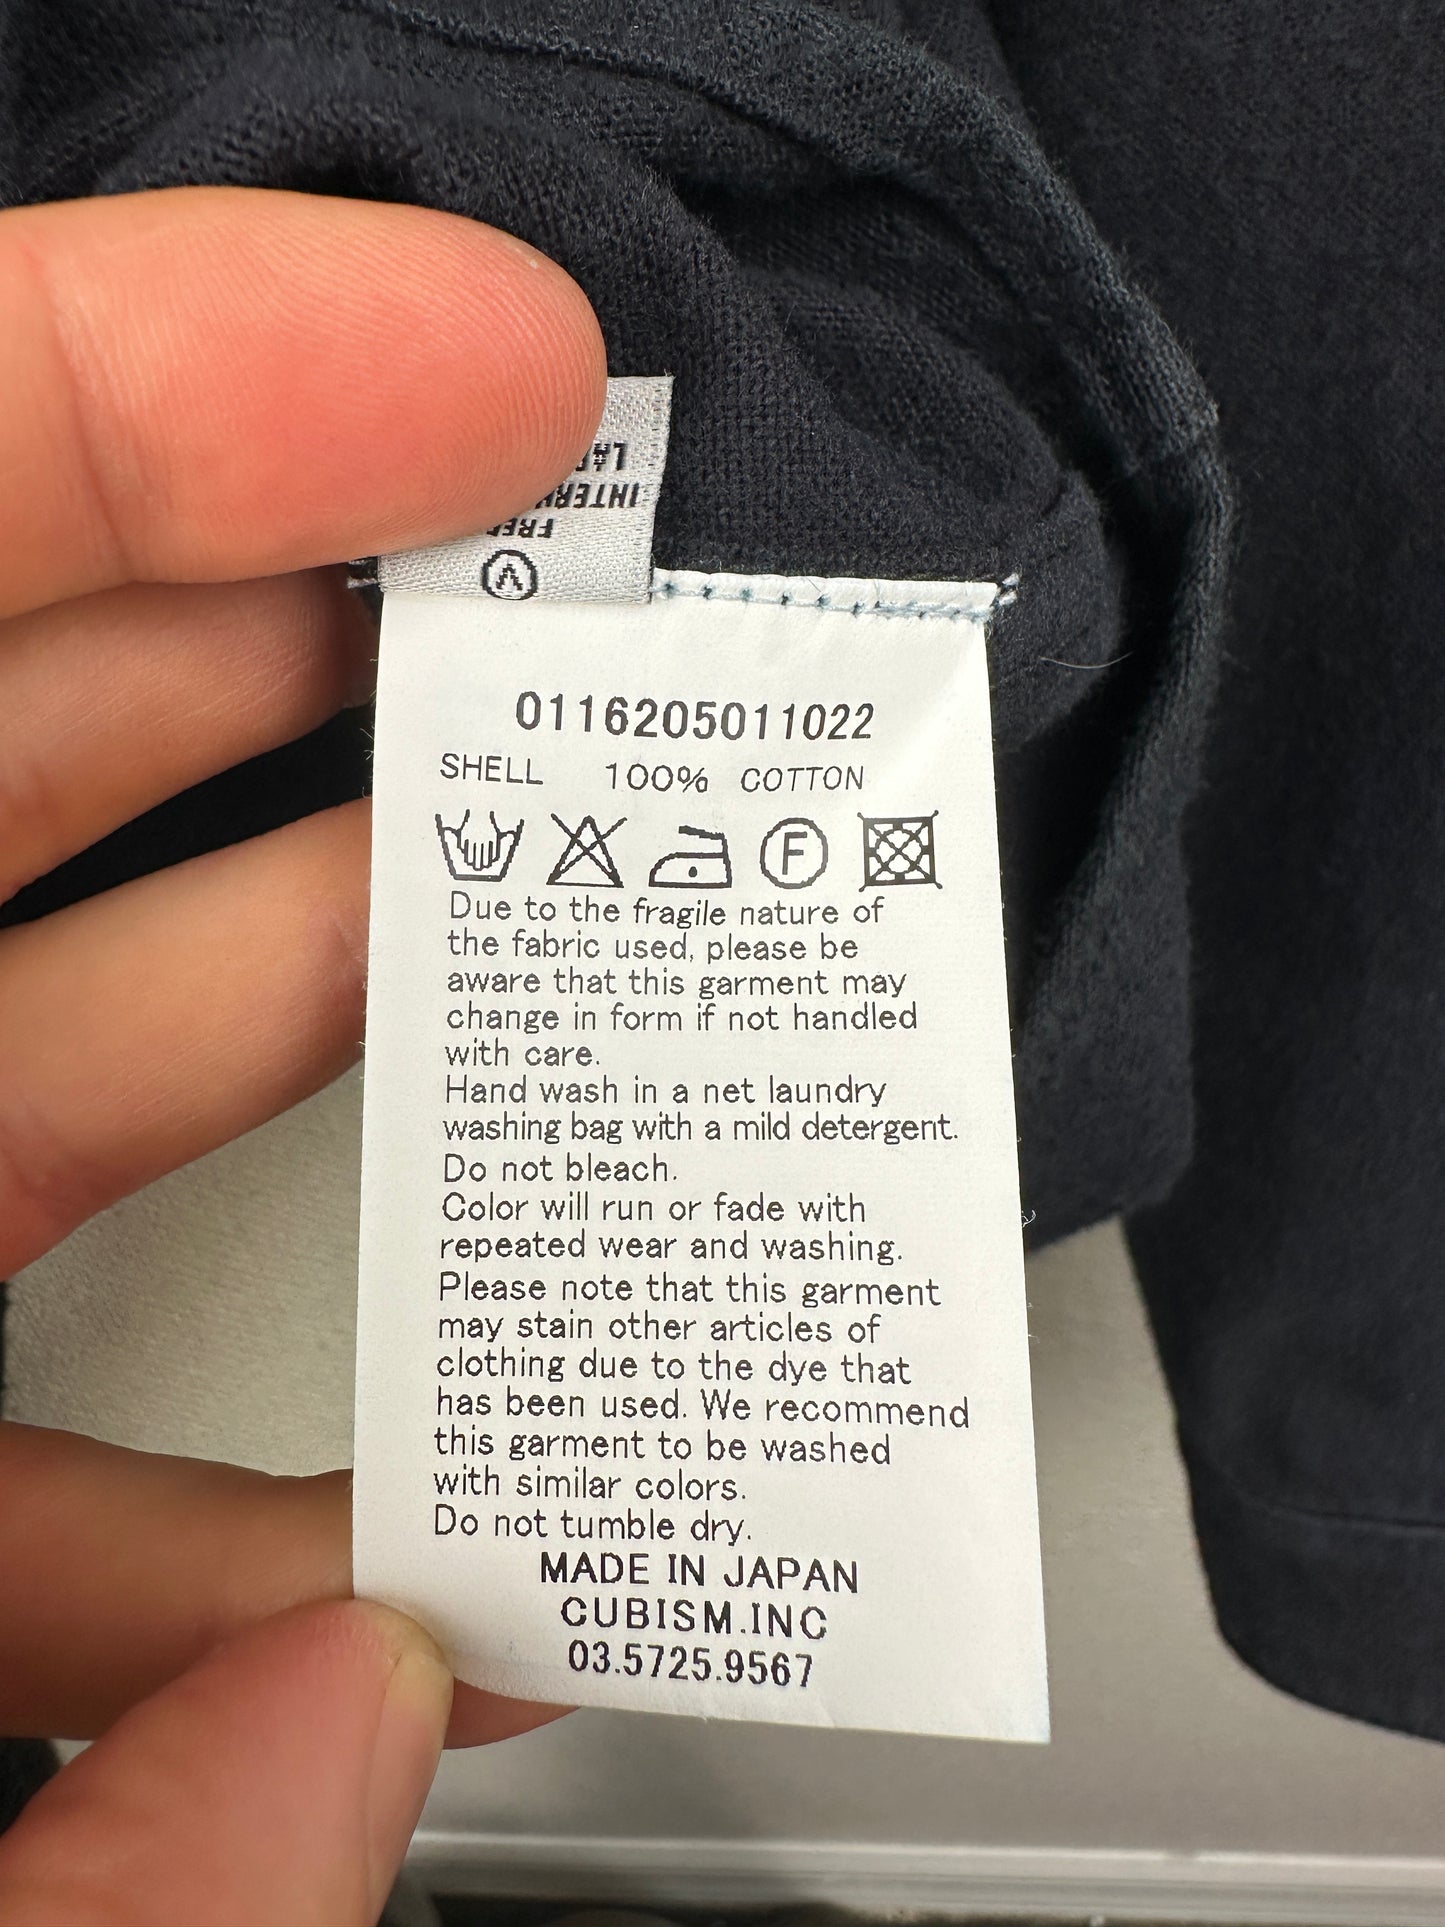 0116205011022
SHELL 100% COTTON
F
Due to the fragile nature of
the fabric used, please be
aware that this garment may
change in form if not handled
with care.
Hand wash in a net laundry
washing bag with a mild detergent.
Do not bleach.
Color will run or fade with
repeated wear and washing.
Please note that this garment
may stain other articles of
clothing due to the dye that
has been used. We recommend
this garment to be washed
with similar colors.
Do not tumble dry.
MADE IN JAPAN
CUBISM.INC
03.5725.9567